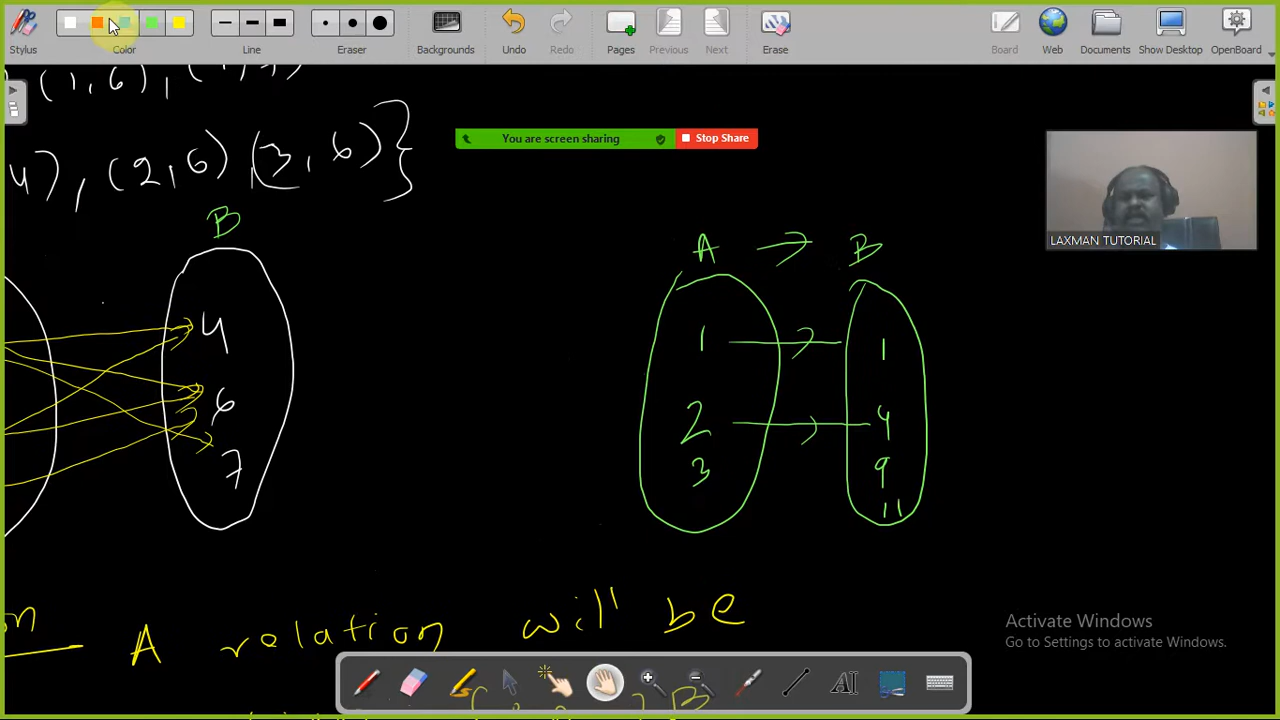 Stylus
Color
Line
Eraser
Backgrounds
Undo
Redo
Pages
Previous
Next
Erase
Board
Web
Documents
Show Desktop
OpenBoard
(1,6),
4), (2,6) (3,6)}
You are screen sharing
Stop Share
LAXMAN TUTORIAL
B
4
6
7
A → B
1 1
2 4
3 9
11
on
A relation will be
B
Activate Windows
Go to Settings to activate Windows.